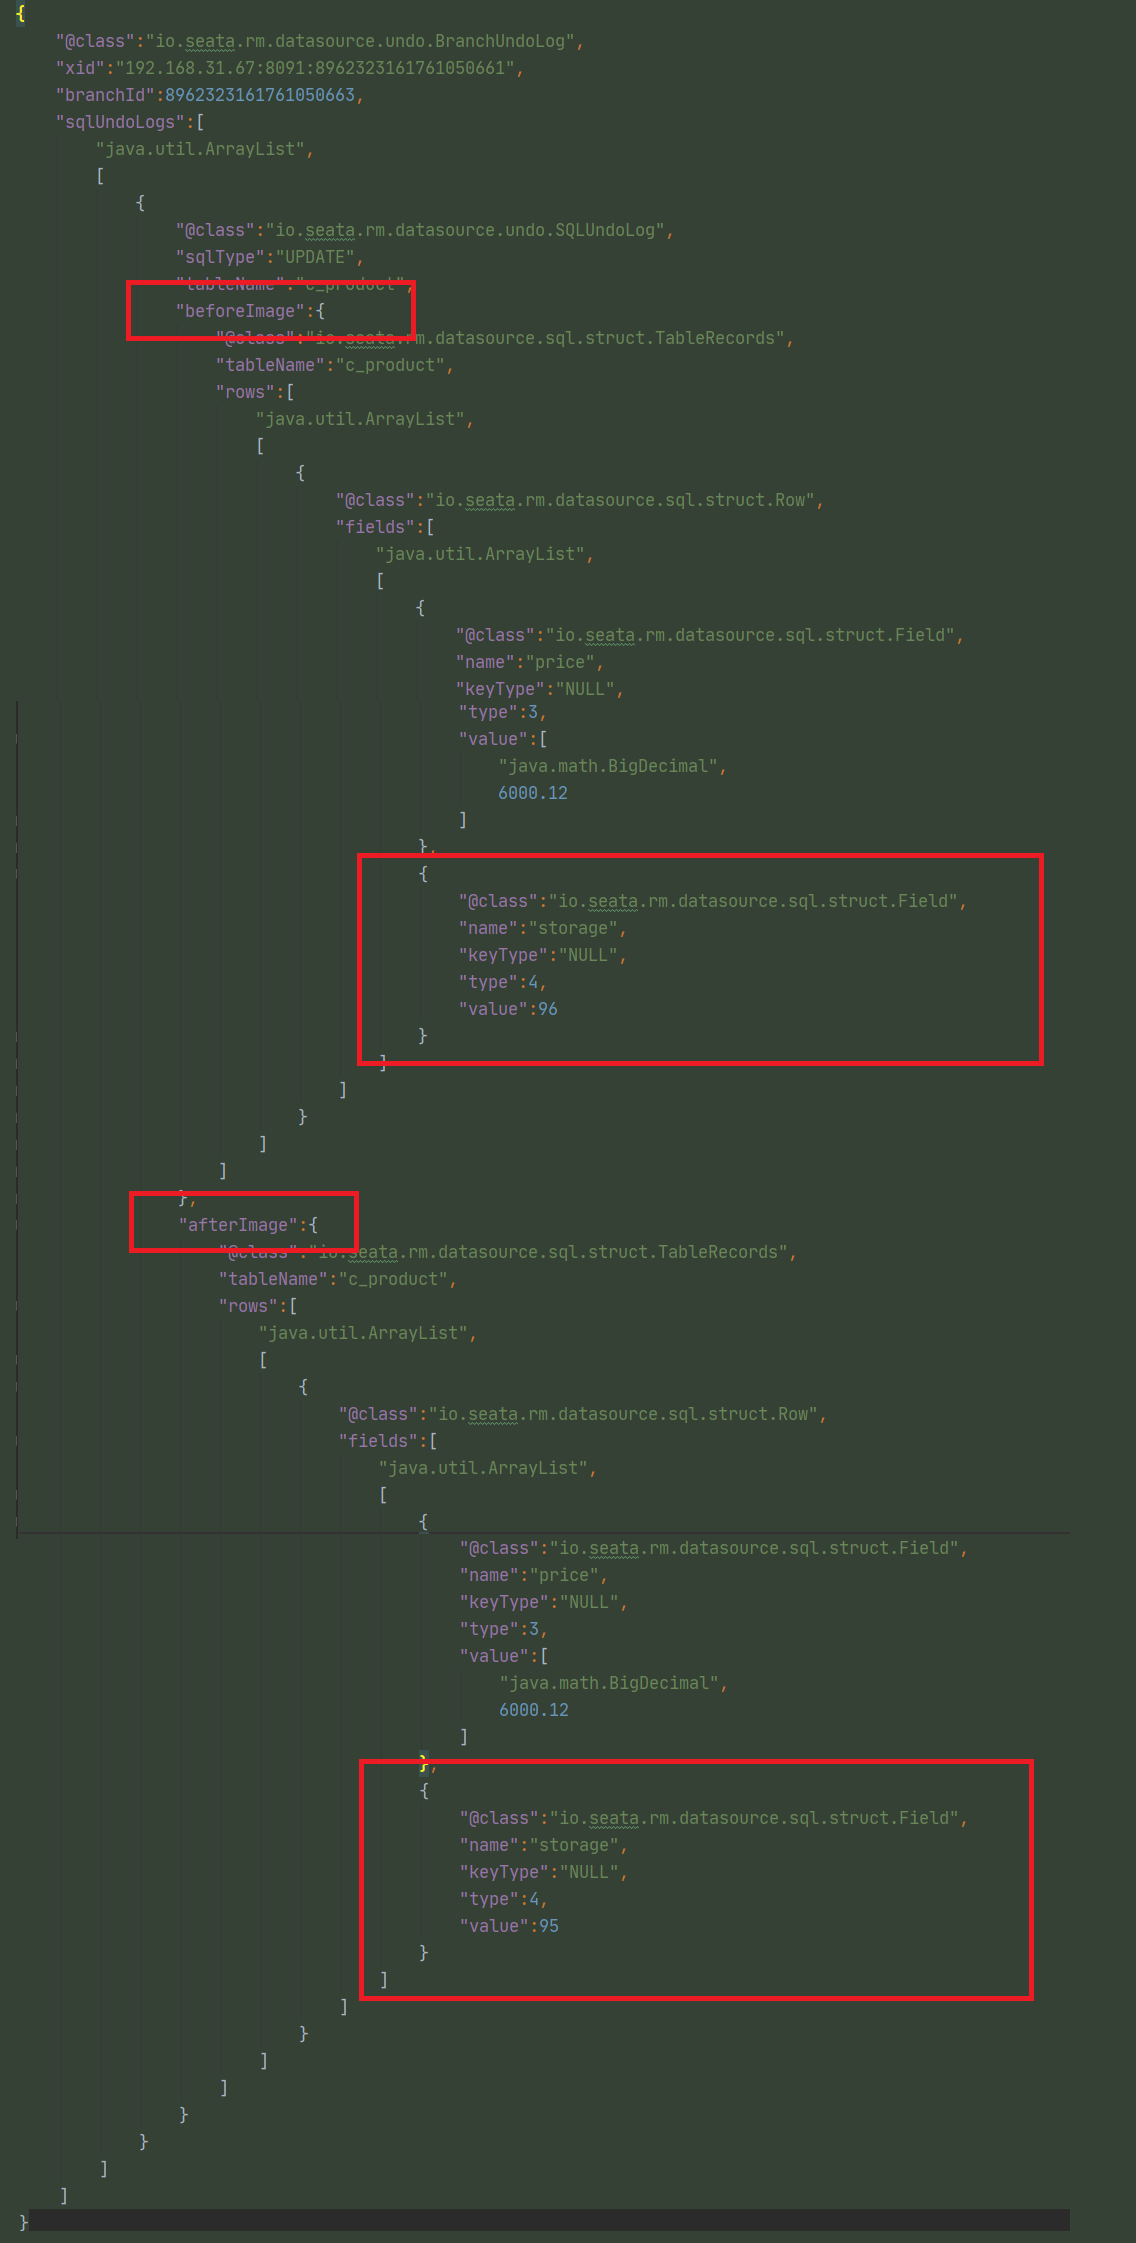 {
"@class":"io.seata.rm.datasource.undo.BranchUndoLog",
"xid":"192.168.31.67:8091:8962323161761050661",
"branchId":8962323161761050663,
"sqlUndoLogs":[
"java.util.ArrayList",
[
{
"@class":"io.seata.rm.datasource.undo.SQLUndoLog",
"sqlType":"UPDATE",
"tableName":"c_product",
"beforeImage":{
"@class":"io.seata.rm.datasource.sql.struct.TableRecords",
"tableName":"c_product",
"rows":[
"java.util.ArrayList",
[
{
"@class":"io.seata.rm.datasource.sql.struct.Row",
"fields":[
"java.util.ArrayList",
[
{
"@class":"io.seata.rm.datasource.sql.struct.Field",
"name":"price",
"keyType":"NULL",
"type":3,
"value":[
"java.math.BigDecimal",
6000.12
]
},
{
"@class":"io.seata.rm.datasource.sql.struct.Field",
"name":"storage",
"keyType":"NULL",
"type":4,
"value":96
}
]
]
}
]
]
},
"afterImage":{
"@class":"io.seata.rm.datasource.sql.struct.TableRecords",
"tableName":"c_product",
"rows":[
"java.util.ArrayList",
[
{
"@class":"io.seata.rm.datasource.sql.struct.Row",
"fields":[
"java.util.ArrayList",
[
{
"@class":"io.seata.rm.datasource.sql.struct.Field",
"name":"price",
"keyType":"NULL",
"type":3,
"value":[
"java.math.BigDecimal",
6000.12
]
},
{
"@class":"io.seata.rm.datasource.sql.struct.Field",
"name":"storage",
"keyType":"NULL",
"type":4,
"value":95
}
]
]
}
]
]
}
}
]
]
}